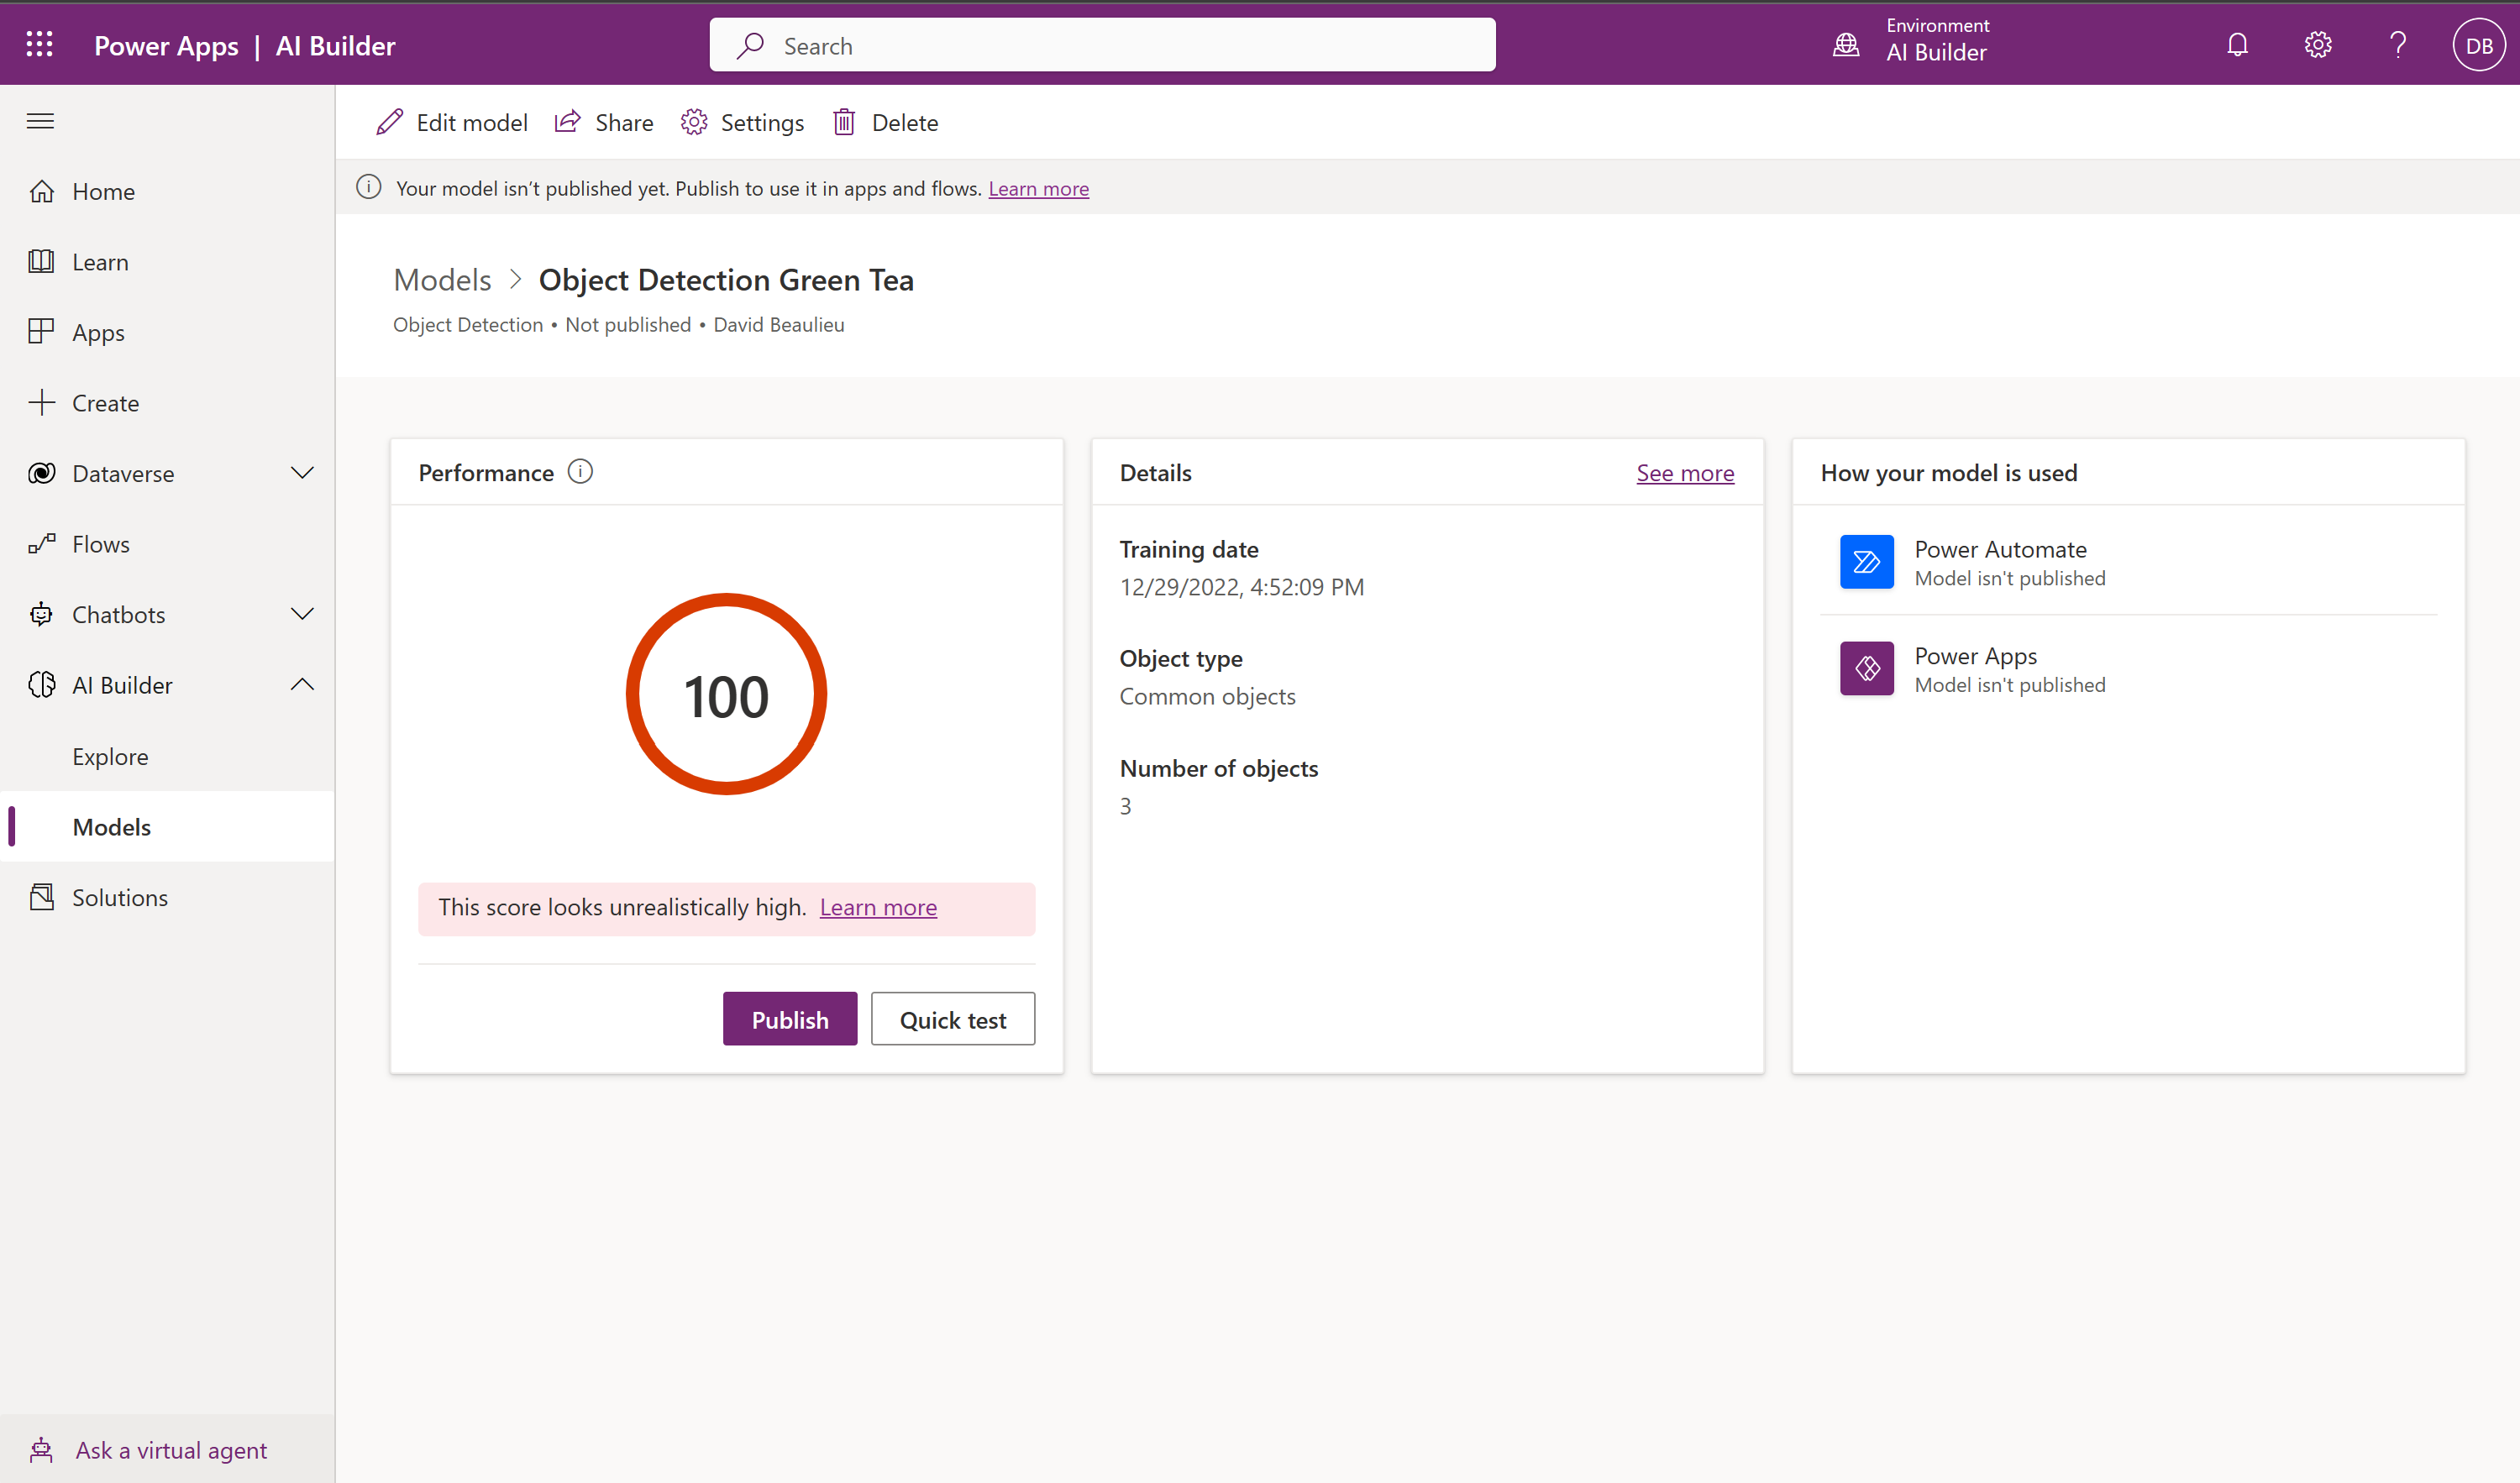 Power Apps | AI Builder
Search
Environment
AI Builder
DB
Edit model
Share
Settings
Delete
Your model isn’t published yet. Publish to use it in apps and flows. Learn more
Home
Learn
Apps
Create
Dataverse
Flows
Chatbots
AI Builder
Explore
Models
Solutions
Ask a virtual agent
Models > Object Detection Green Tea
Object Detection • Not published • David Beaulieu
Performance
100
This score looks unrealistically high. Learn more
Publish
Quick test
Details
See more
Training date
12/29/2022, 4:52:09 PM
Object type
Common objects
Number of objects
3
How your model is used
Power Automate
Model isn't published
Power Apps
Model isn't published